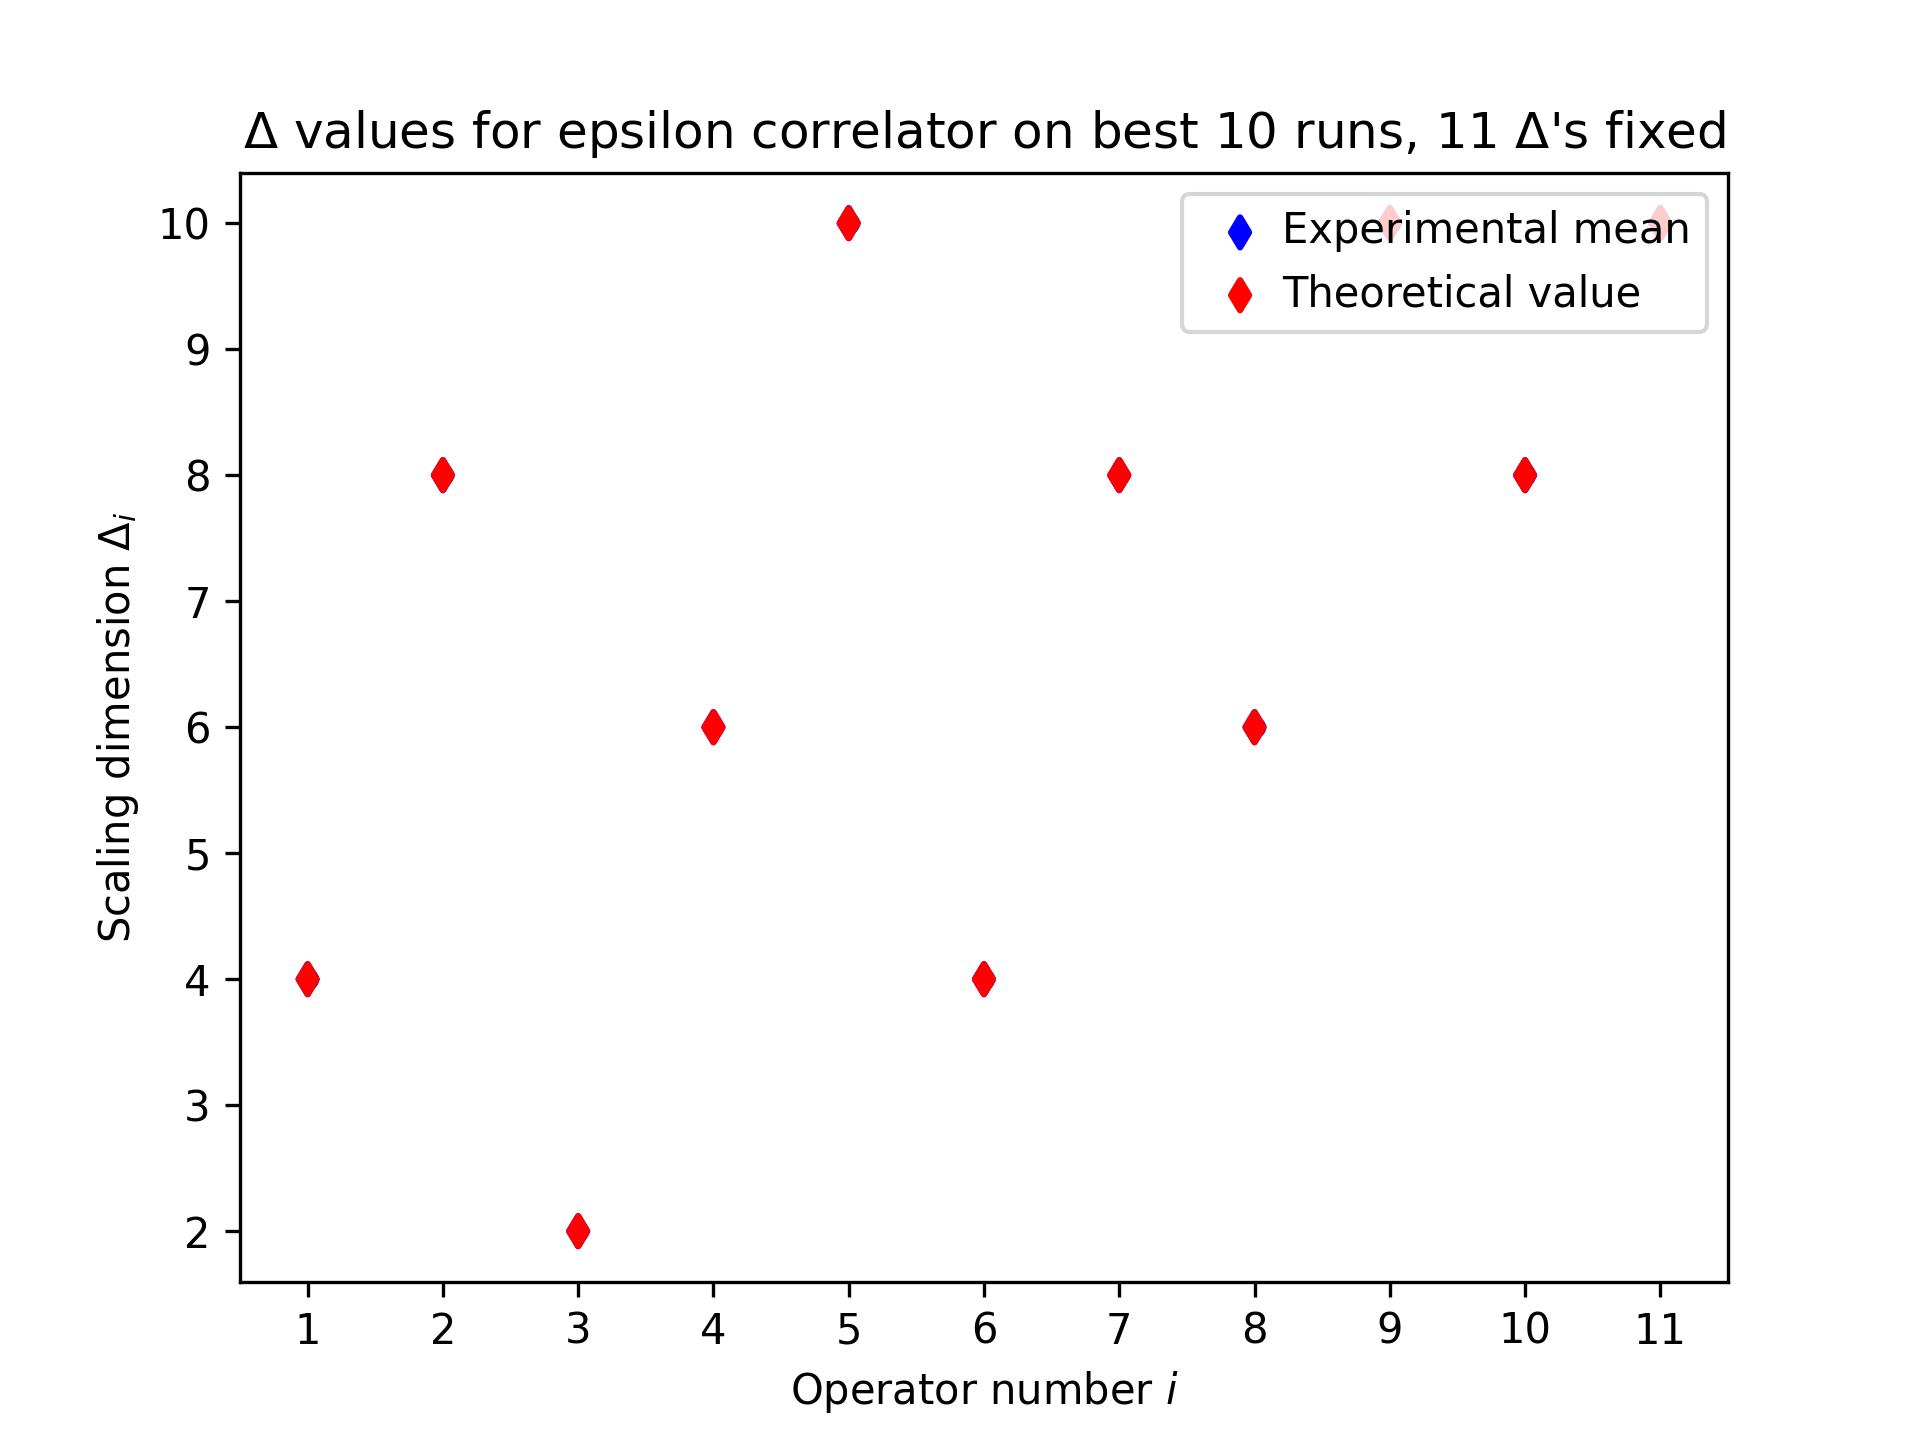 Δ values for epsilon correlator on best 10 runs, 11 Δ's fixed
Experimental mean
Theoretical value
10
9
8
7
6
5
4
3
2
Scaling dimension Δᵢ
1 2 3 4 5 6 7 8 9 10 11
Operator number i